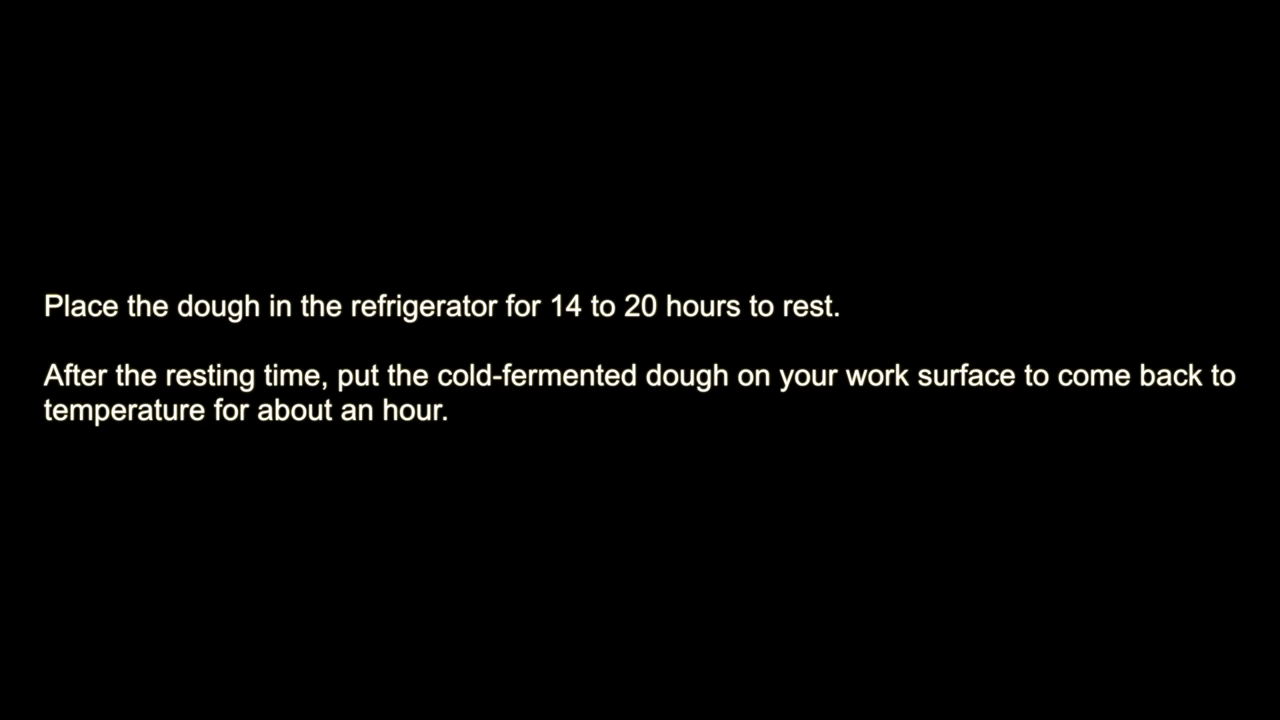 Place the dough in the refrigerator for 14 to 20 hours to rest.
After the resting time, put the cold-fermented dough on your work surface to come back to
temperature for about an hour.